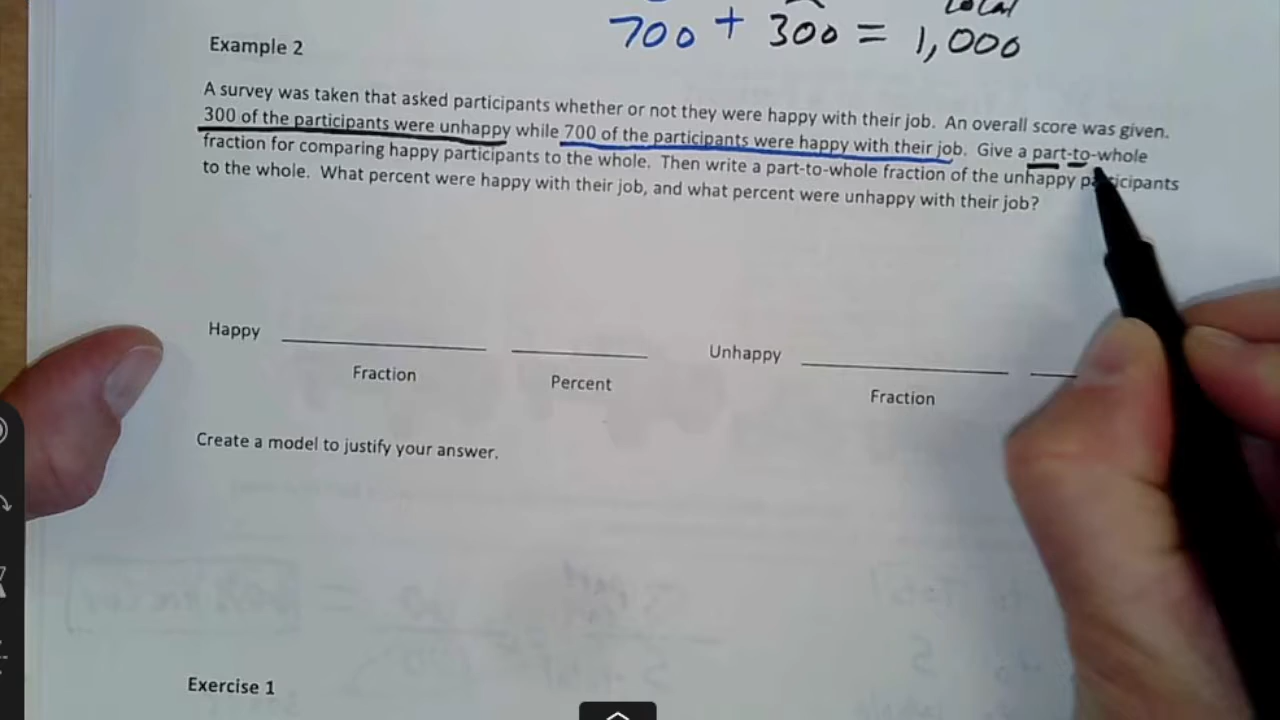 total
700 + 300 = 1,000
Example 2
A survey was taken that asked participants whether or not they were happy with their job. An overall score was given.
300 of the participants were unhappy while 700 of the participants were happy with their job. Give a part-to-whole
fraction for comparing happy participants to the whole. Then write a part-to-whole fraction of the unhappy participants
to the whole. What percent were happy with their job, and what percent were unhappy with their job?
Happy
Unhappy
Fraction
Percent
Fraction
Create a model to justify your answer.
Exercise 1